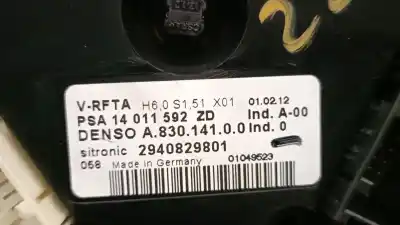 V-RFTA H6,0 S1,51 X01 01.02.12
PSA 14 011 592 ZD Ind. A-00
DENSO A.830.141.0.0 Ind. 0
sitronic 2940829801
068 Made in Germany 01049523